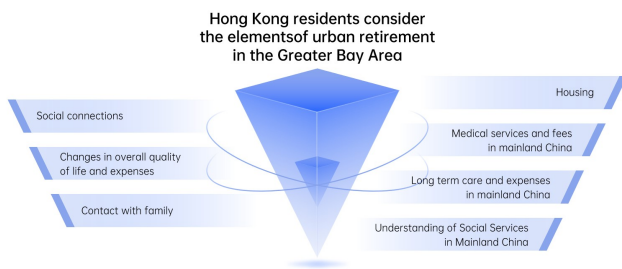 Hong Kong residents consider
the elementsof urban retirement
in the Greater Bay Area
Social connections
Changes in overall quality
of life and expenses
Contact with family
Housing
Medical services and fees
in mainland China
Long term care and expenses
in mainland China
Understanding of Social Services
in Mainland China